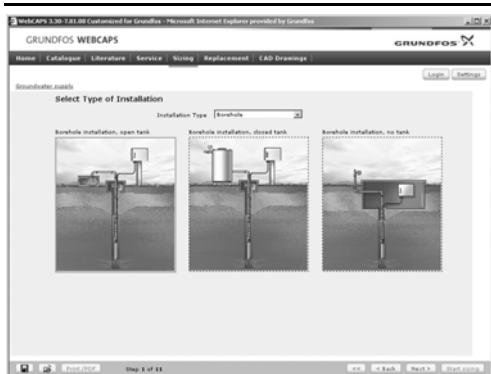 WebCAPS 3.30-7.01.00 Customized for Grundfos - Microsoft Internet Explorer provided by Grundfos
GRUNDFOS WEBCAPS
GRUNDFOS
Home Catalogue Literature Service Sizing Replacement CAD Drawings
Login Settings
Groundwater supply
Select Type of Installation
Installation Type Borehole
Borehole installation, open tank Borehole installation, closed tank Borehole installation, no tank
Print/PDF Step 1 of 11 << < Back Next > Start sizing